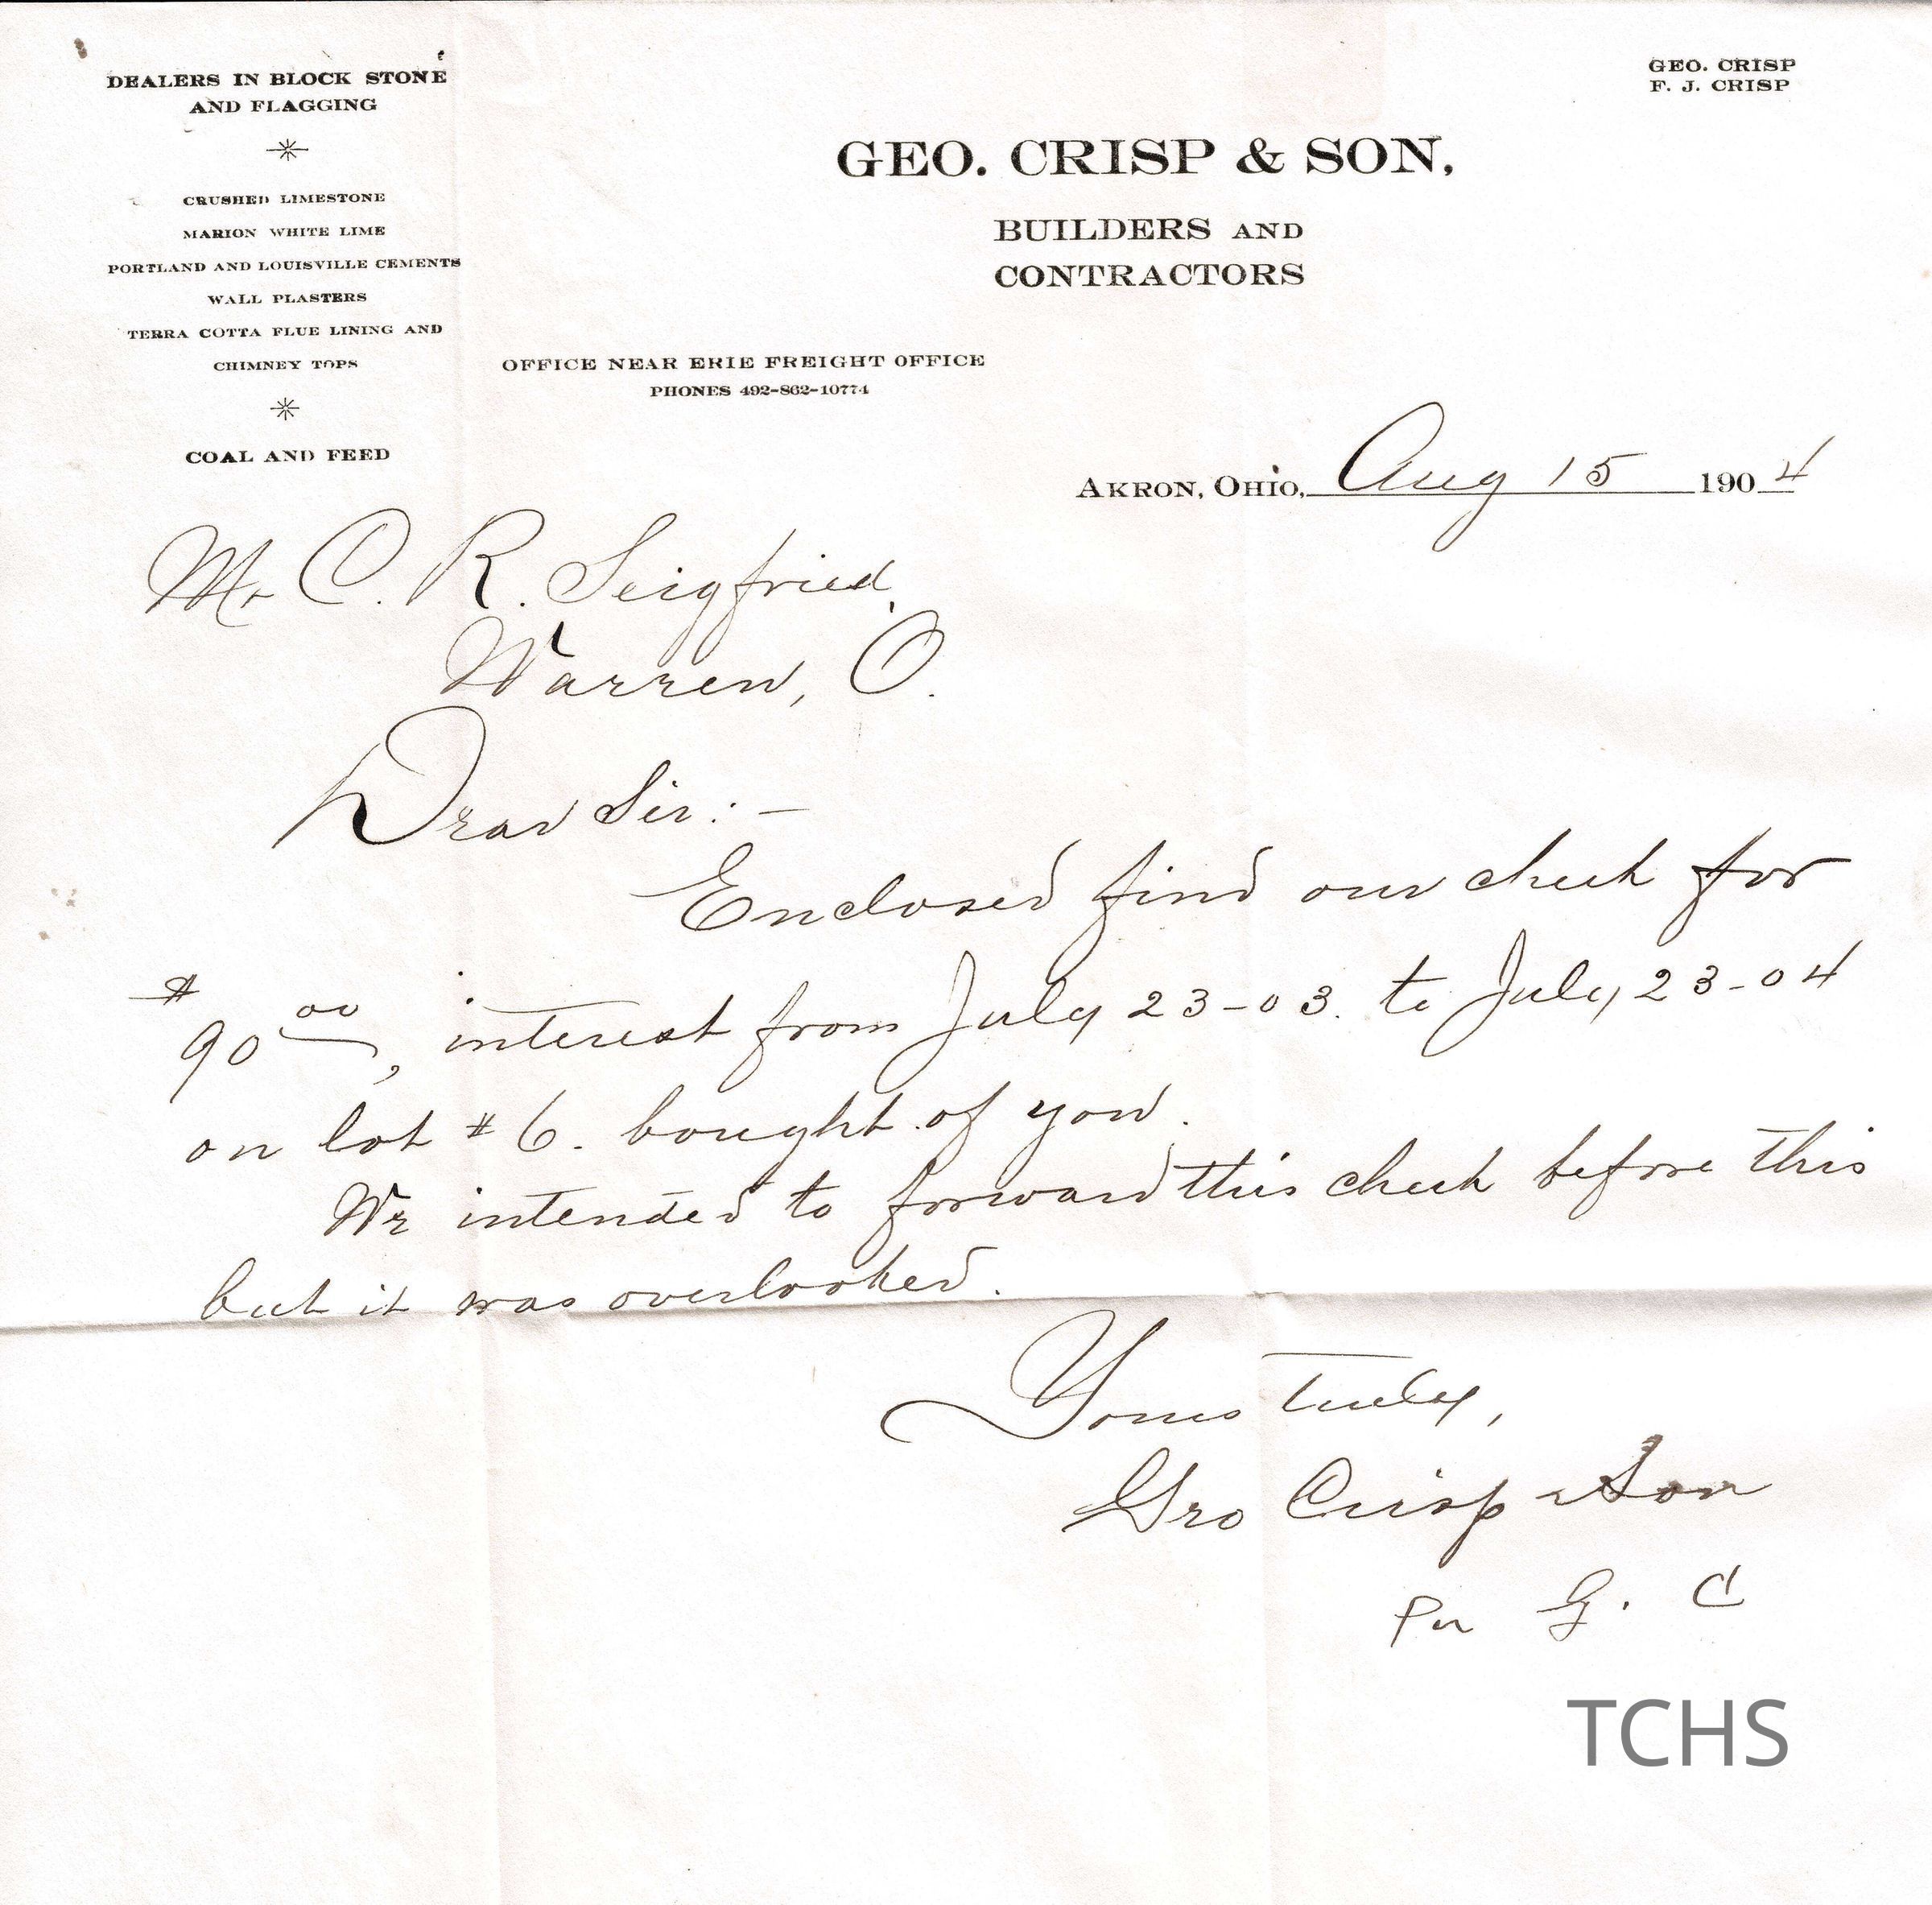 DEALERS IN BLOCK STONE
AND FLAGGING
CRUSHED LIMESTONE
MARION WHITE LIME
PORTLAND AND LOUISVILLE CEMENTS
WALL PLASTERS
TERRA COTTA FLUE LINING AND
CHIMNEY TOPS
COAL AND FEED
GEO. CRISP
F. J. CRISP
GEO. CRISP & SON,
BUILDERS AND
CONTRACTORS
OFFICE NEAR ERIE FREIGHT OFFICE
PHONES 492-862-10774
AKRON, OHIO, Aug 15 1904
Mr C. R. Seigfried,
Warren, O.
Dear Sir:-
Enclosed find our check for
$90 00, interest from July 23-03. to July 23-04
on lot #6. bought of you.
We intended to forward this check before this
but it was overlooked.
Yours truly,
Geo Crisp & Son
Per G. C
TCHS